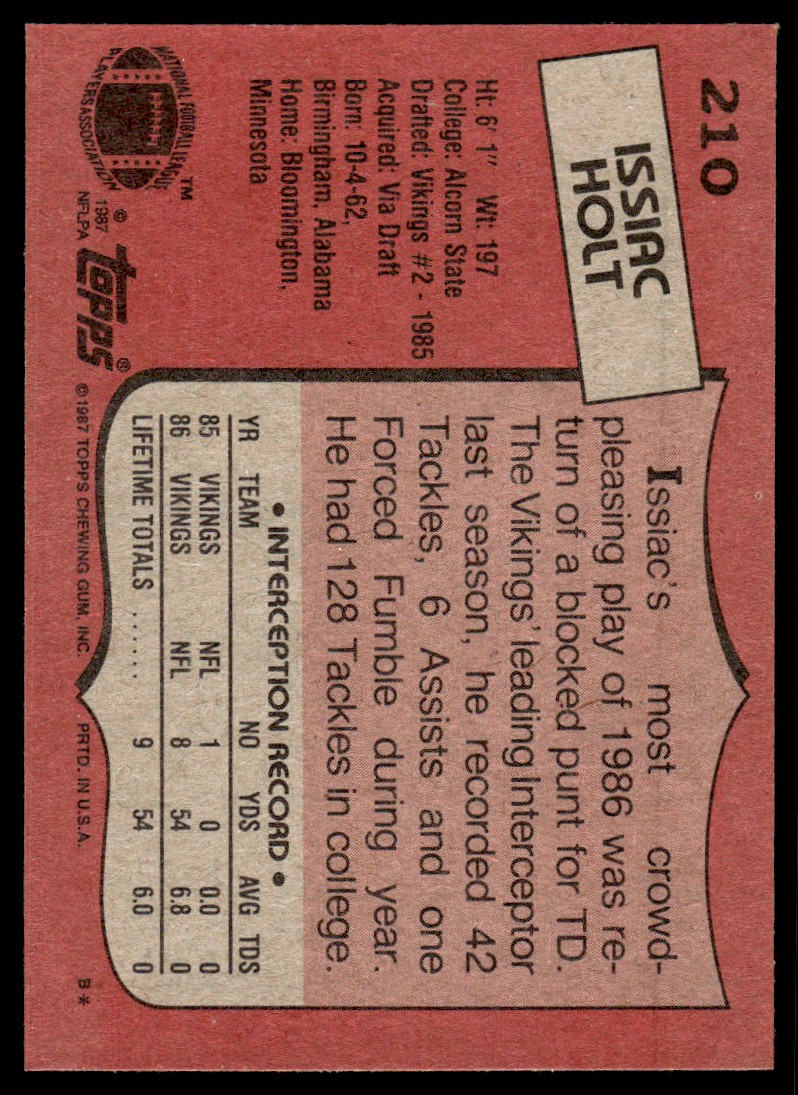 210
ISSIAC
HOLT
Ht: 6' 1" Wt: 197
College: Alcorn State
Drafted: Vikings #2 - 1985
Acquired: Via Draft
Born: 10-4-62,
Birmingham, Alabama
Home: Bloomington,
Minnesota
NATIONAL FOOTBALL LEAGUE
PLAYERS ASSOCIATION
TM
© 1987
NFLPA
topps®
Issiac's most crowd-
pleasing play of 1986 was re-
turn of a blocked punt for TD.
The Vikings' leading Interceptor
last season, he recorded 42
Tackles, 6 Assists and one
Forced Fumble during year.
He had 128 Tackles in college.
• INTERCEPTION RECORD •
YR TEAM NO YDS AVG TDS
85 VIKINGS NFL 1 0 0.0 0
86 VIKINGS NFL 8 54 6.8 0
LIFETIME TOTALS ...... 9 54 6.0 0
© 1987 TOPPS CHEWING GUM, INC. PRTD. IN U.S.A. B*